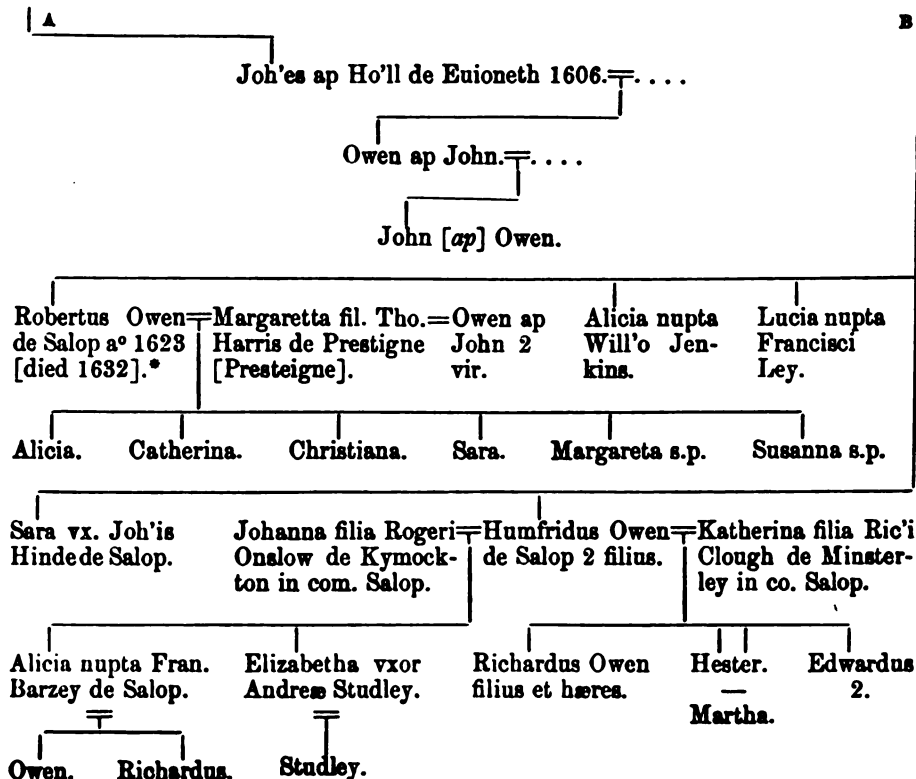 A B
Joh'es ap Ho'll de Euioneth 1606.=. . . .
Owen ap John.=. . . .
John [ap] Owen.
Robertus Owen=Margaretta fil. Tho.=Owen ap Alicia nupta Lucia nupta
de Salop aº 1623 Harris de Prestigne John 2 Will'o Jen- Francisci
[died 1632].* [Presteigne]. vir. kins. Ley.
Alicia. Catherina. Christiana. Sara. Margareta s.p. Susanna s.p.
Sara vx. Joh'is Johanna filia Rogeri=Humfridus Owen=Katherina filia Ric'i
Hinde de Salop. Onslow de Kymock- de Salop 2 filius. Clough de Minster-
ton in com. Salop. ley in co. Salop.
Alicia nupta Fran. Elizabetha vxor Richardus Owen Hester. Edwardus
Barzey de Salop. Andreæ Studley. filius et hæres. — 2.
Martha.
Owen. Richardus. Studley.